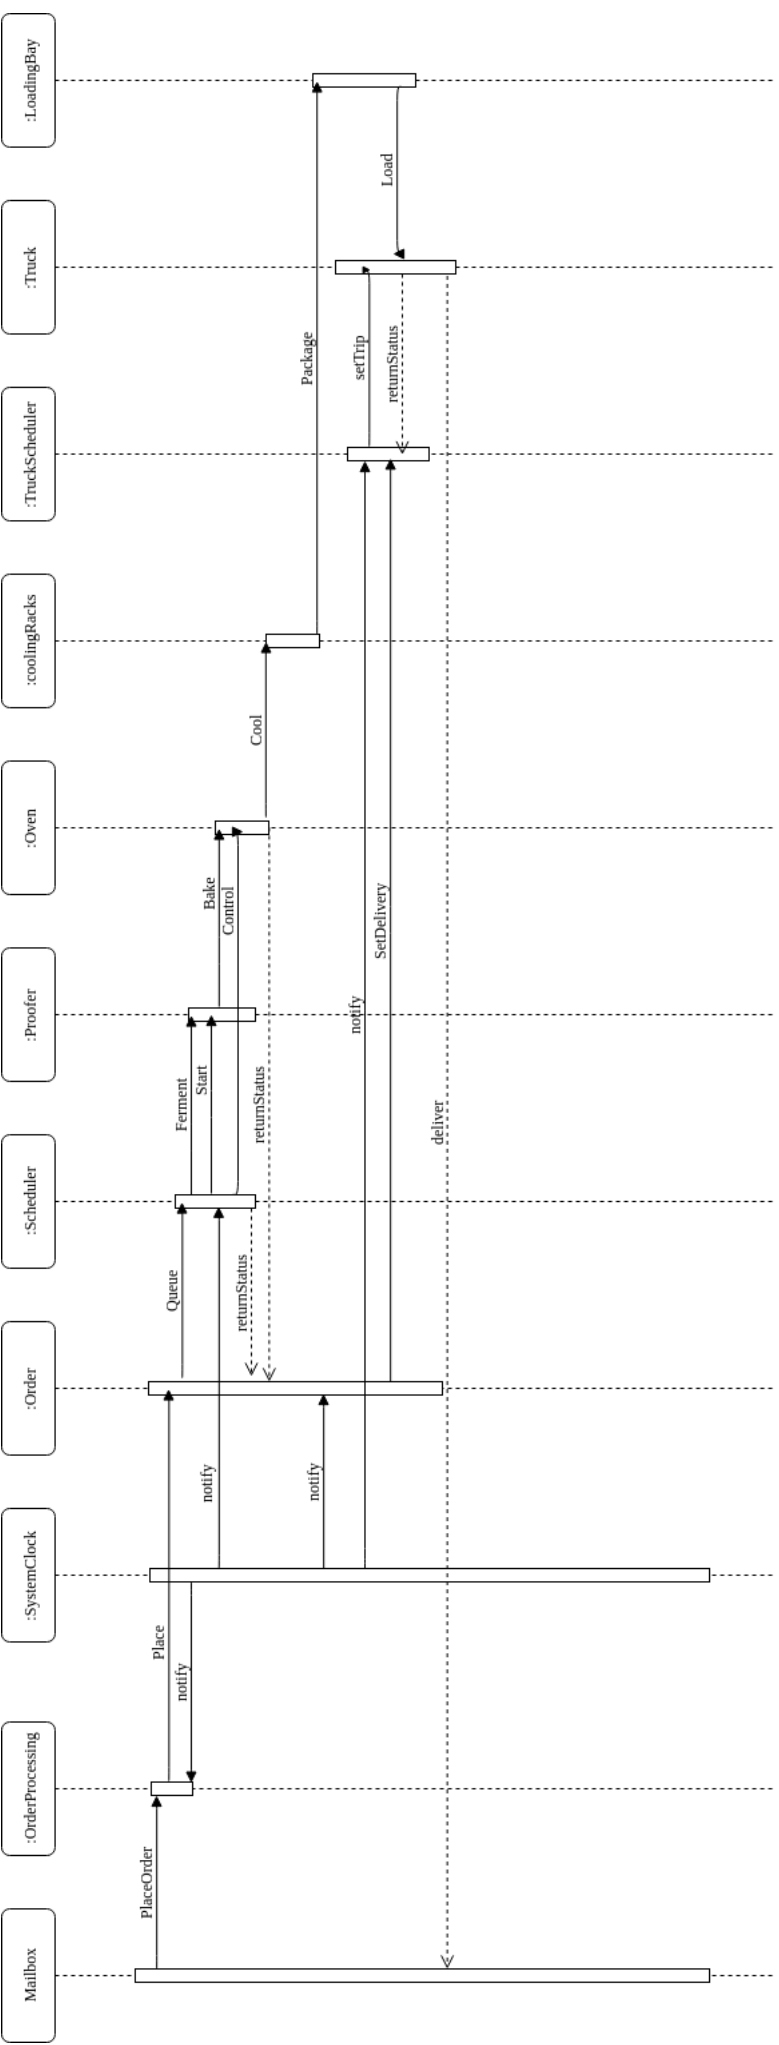 Mailbox
:OrderProcessing
:SystemClock
:Order
:Scheduler
:Proofer
:Oven
:coolingRacks
:TruckScheduler
:Truck
:LoadingBay
PlaceOrder
Place
Queue
notify
Ferment
Start
notify
Bake
Control
returnStatus
Cool
returnStatus
Package
notify
notify
setTrip
SetDelivery
Load
returnStatus
deliver